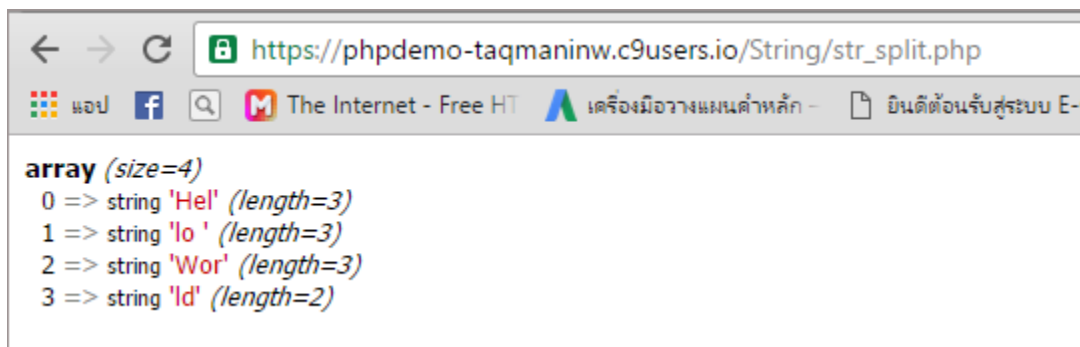 https://phpdemo-taqmaninw.c9users.io/String/str_split.php
แอป The Internet - Free HT เครื่องมือวางแผนคำหลัก - ยินดีต้อนรับสู่ระบบ E-
array (size=4)
0 => string 'Hel' (length=3)
1 => string 'lo ' (length=3)
2 => string 'Wor' (length=3)
3 => string 'ld' (length=2)